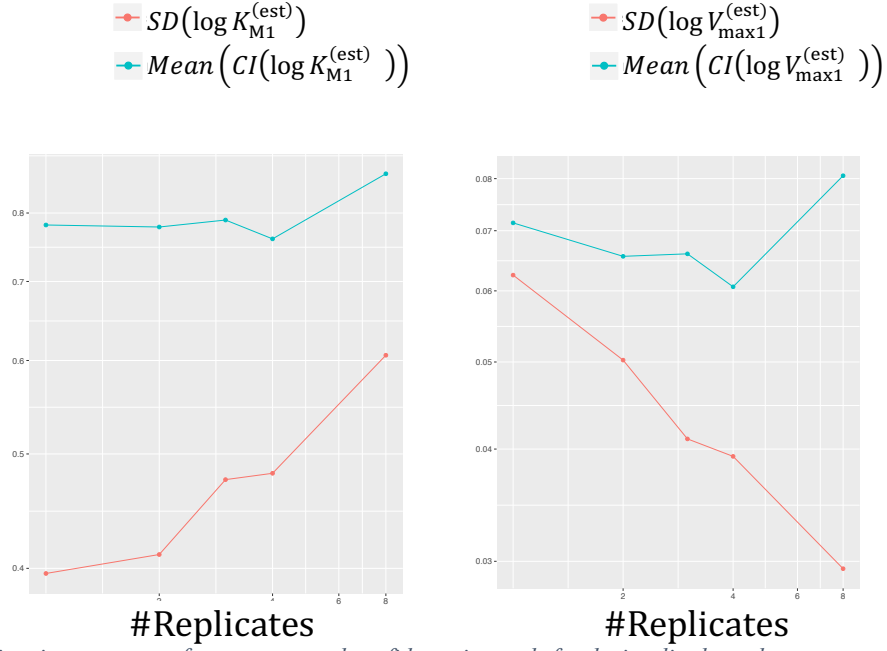 SD(log K_M1^(est))
Mean(CI(log K_M1^(est)))
SD(log V_max1^(est))
Mean(CI(log V_max1^(est)))
0.8
0.7
0.6
0.5
0.4
6
8
#Replicates
0.08
0.07
0.06
0.05
0.04
0.03
2
4
6
8
#Replicates